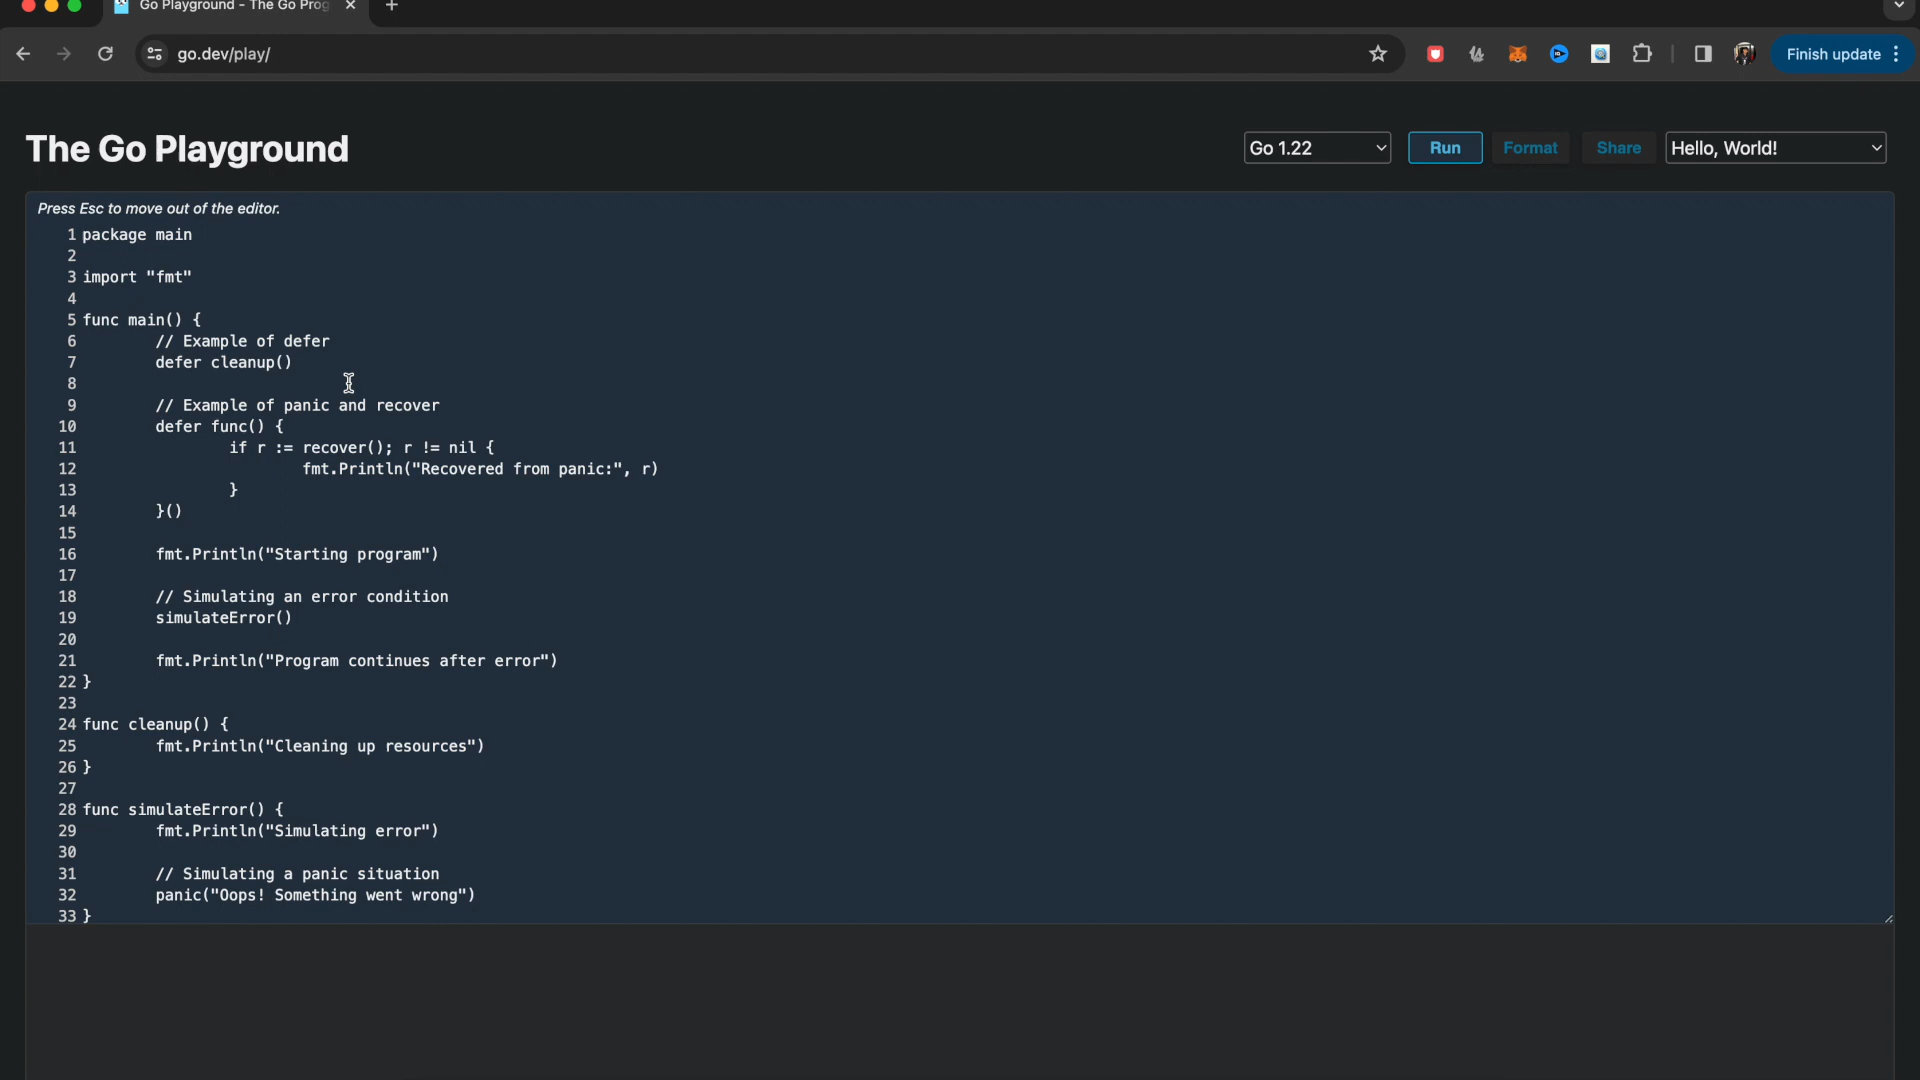 Go Playground - The Go Prog
go.dev/play/
Finish update
The Go Playground
Go 1.22
Run
Format
Share
Hello, World!
Press Esc to move out of the editor.
1 package main
2
3 import "fmt"
4
5 func main() {
6 // Example of defer
7 defer cleanup()
8
9 // Example of panic and recover
10 defer func() {
11 if r := recover(); r != nil {
12 fmt.Println("Recovered from panic:", r)
13 }
14 }()
15
16 fmt.Println("Starting program")
17
18 // Simulating an error condition
19 simulateError()
20
21 fmt.Println("Program continues after error")
22 }
23
24 func cleanup() {
25 fmt.Println("Cleaning up resources")
26 }
27
28 func simulateError() {
29 fmt.Println("Simulating error")
30
31 // Simulating a panic situation
32 panic("Oops! Something went wrong")
33 }